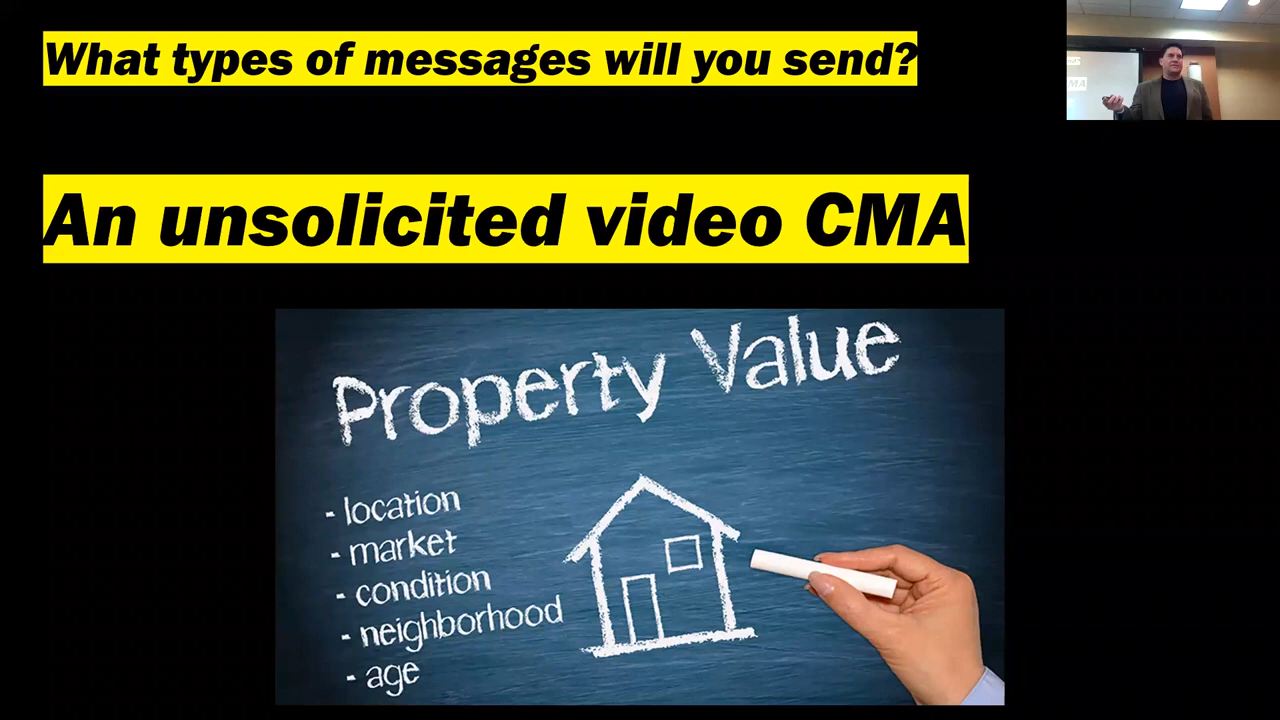 What types of messages will you send?
An unsolicited video CMA
Property Value
- location
- market
- condition
- neighborhood
- age